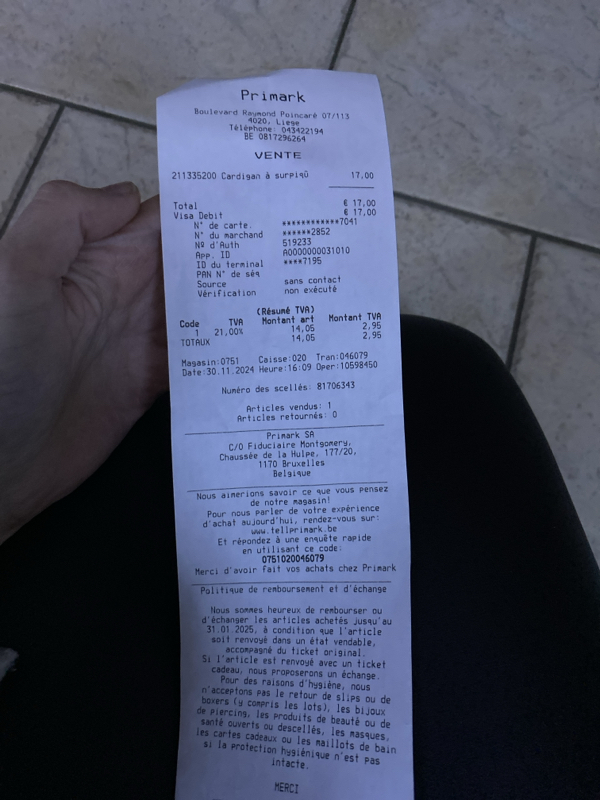 Primark
Boulevard Raymond Poincaré 07/113
4020, Liege
Téléphone: 043422194
BE 0817296264
VENTE
211335200 Cardigan à surpiqû 17,00
Total € 17,00
Visa Debit € 17,00
N° de carte. ************7041
N° du marchand ******2852
Nº d'Auth 519233
App. ID A0000000031010
ID du terminal ****7195
PAN N° de séq
Source sans contact
Vérification non exécuté
(Résumé TVA)
Code TVA Montant art Montant TVA
1 21,00% 14,05 2,95
TOTAUX 14,05 2,95
Magasin:0751 Caisse:020 Tran:046079
Date:30.11.2024 Heure:16:09 Oper:10598450
Numéro des scellés: 81706343
Articles vendus: 1
Articles retournés: 0
Primark SA
C/O Fiduciaire Montgomery,
Chaussée de la Hulpe, 177/20,
1170 Bruxelles
Belgique
Nous aimerions savoir ce que vous pensez
de notre magasin!
Pour nous parler de votre expérience
d'achat aujourd'hui, rendez-vous sur:
www.tellprimark.be
Et répondez à une enquête rapide
en utilisant ce code:
0751020046079
Merci d'avoir fait vos achats chez Primark
Politique de remboursement et d'échange
Nous sommes heureux de rembourser ou
d'échanger les articles achetés jusqu'au
31.01.2025, à condition que l'article
soit renvoyé dans un état vendable,
accompagné du ticket original.
Si l'article est renvoyé avec un ticket
cadeau, nous proposerons un échange.
Pour des raisons d'hygiène, nous
n'acceptons pas le retour de slips ou de
boxers (y compris les lots), les bijoux
de piercing, les produits de beauté ou de
santé ouverts ou descellés, les masques,
les cartes cadeaux ou les maillots de bain
si la protection hygiénique n'est pas
intacte.
MERCI